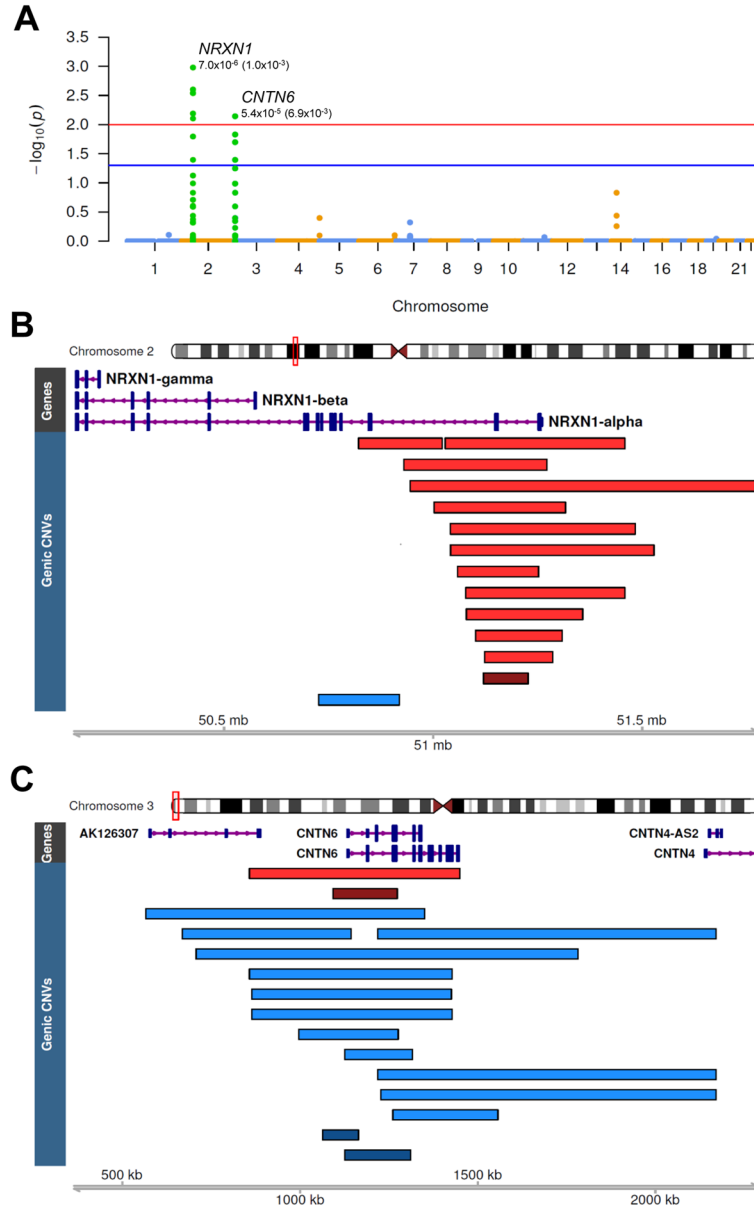 A
3.5
3.0
2.5
2.0
1.5
1.0
0.5
0.0
− log10(p)
NRXN1
7.0x10-6 (1.0x10-3)
CNTN6
5.4x10-5 (6.9x10-3)
1 2 3 4 5 6 7 8 9 10 12 14 16 18 21
Chromosome
B
Chromosome 2
Genes
NRXN1-gamma
NRXN1-beta
NRXN1-alpha
Genic CNVs
50.5 mb 51.5 mb
51 mb
C
Chromosome 3
Genes
AK126307 CNTN6 CNTN4-AS2
CNTN6 CNTN4
Genic CNVs
500 kb 1500 kb
1000 kb 2000 kb